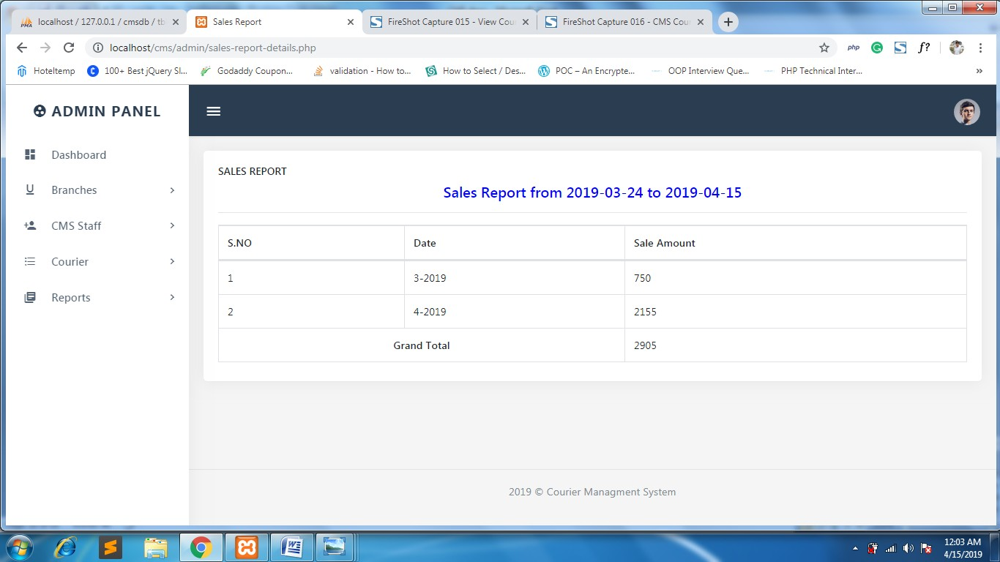 localhost / 127.0.0.1 / cmsdb / tb
Sales Report
FireShot Capture 015 - View Cou
FireShot Capture 016 - CMS Cour
localhost/cms/admin/sales-report-details.php
php
f?
Hoteltemp
100+ Best jQuery Sl...
Godaddy Coupon...
validation - How to...
How to Select / Des...
POC – An Encrypte...
OOP Interview Que...
PHP Technical Inter...
»
ADMIN PANEL
Dashboard
Branches
CMS Staff
Courier
Reports
SALES REPORT
Sales Report from 2019-03-24 to 2019-04-15
S.NO Date Sale Amount
1 3-2019 750
2 4-2019 2155
Grand Total 2905
2019 © Courier Managment System
12:03 AM
4/15/2019